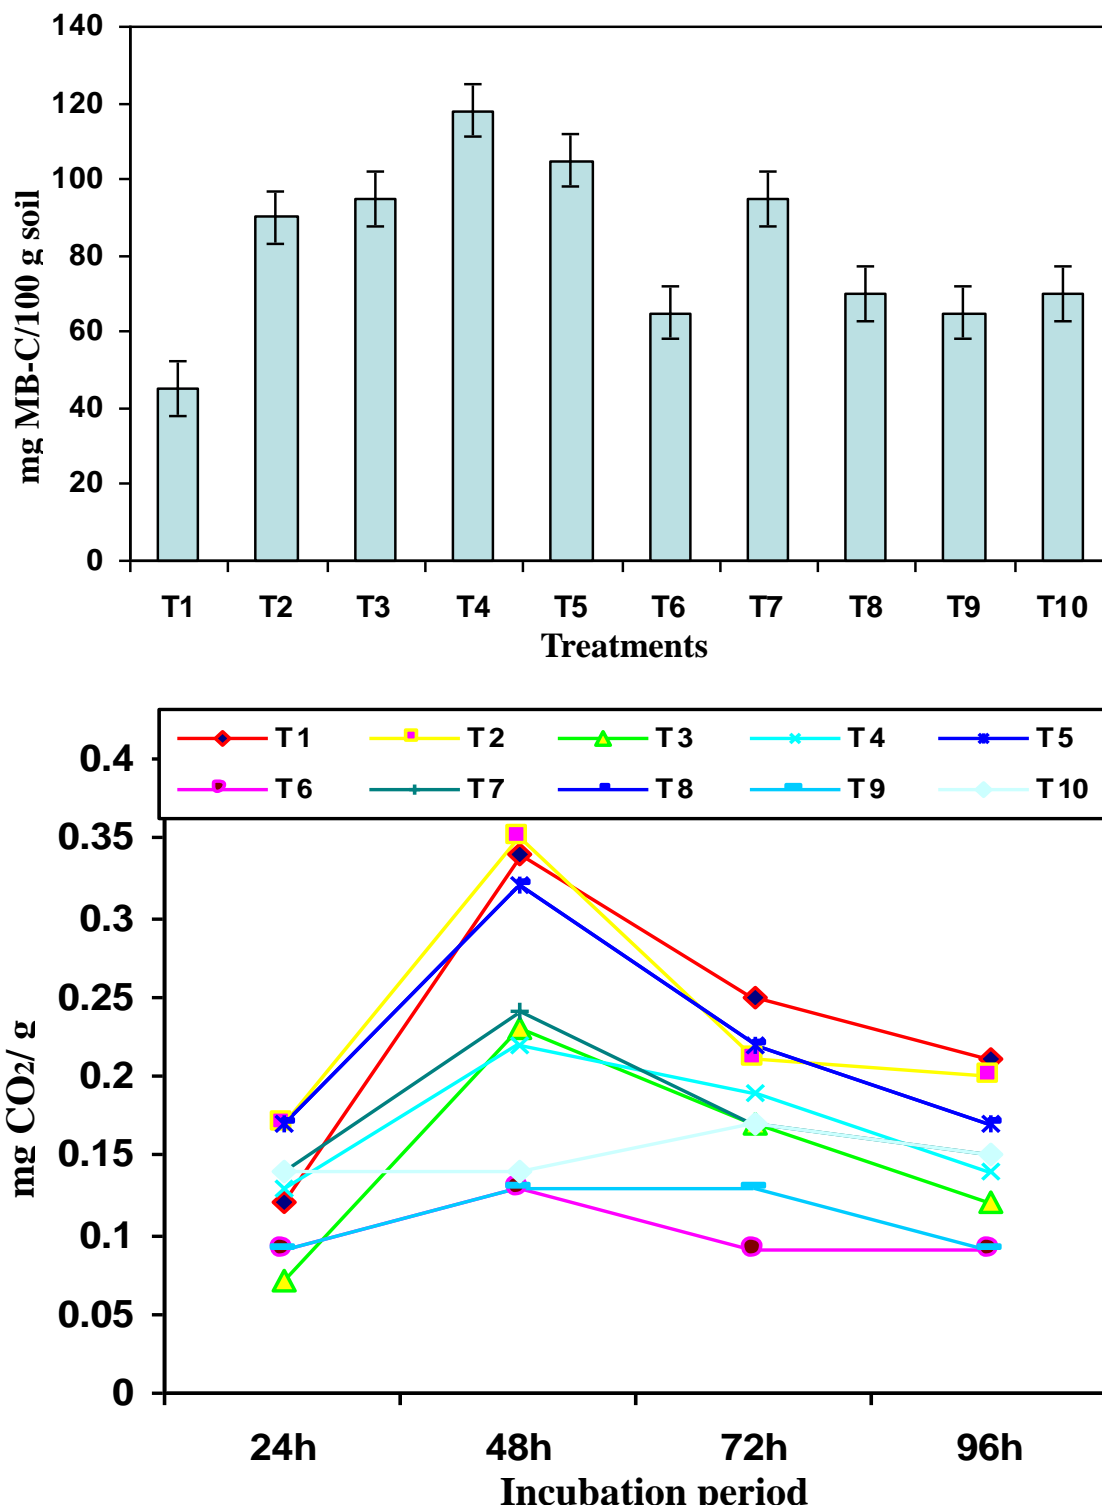 140
120
100
80
60
40
20
0
mg MB-C/100 g soil
T1 T2 T3 T4 T5 T6 T7 T8 T9 T10
Treatments
T1 T2 T3 T4 T5
T6 T7 T8 T9 T10
0.4
0.35
0.3
0.25
0.2
0.15
0.1
0.05
0
mg CO2/ g
24h 48h 72h 96h
Incubation period